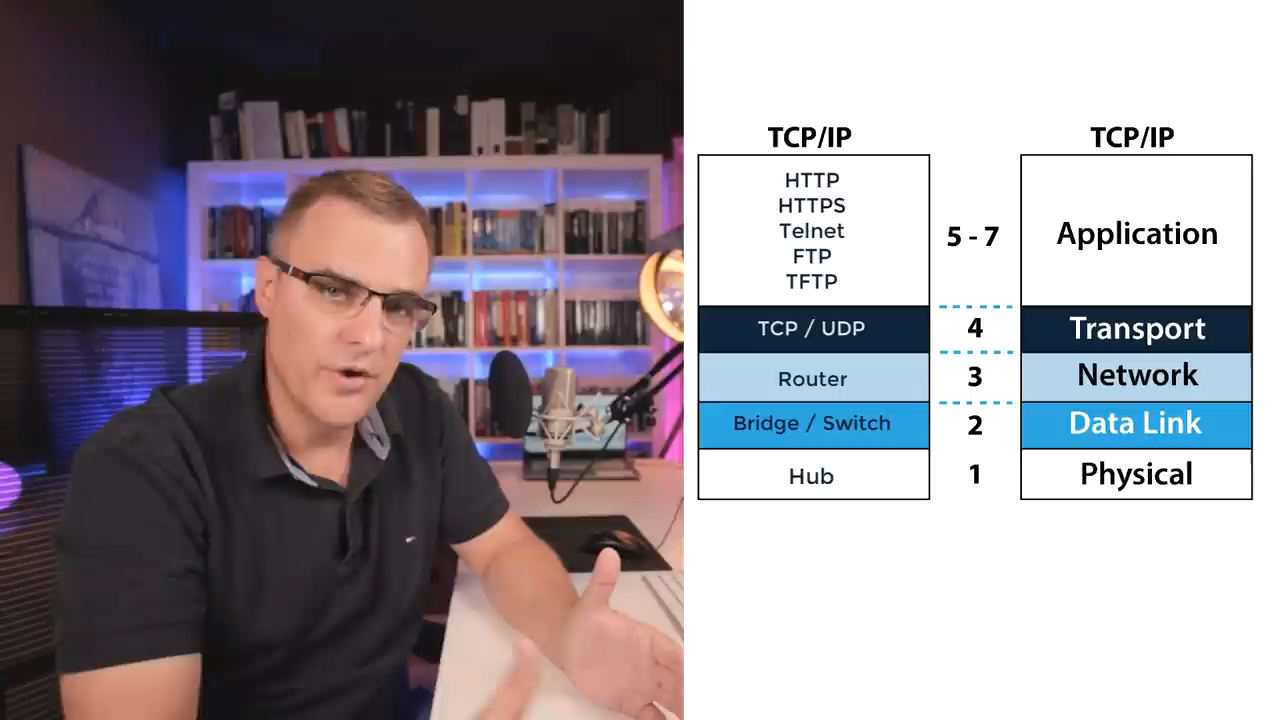 TCP/IP
HTTP
HTTPS
Telnet
FTP
TFTP
TCP / UDP
Router
Bridge / Switch
Hub
5 - 7
4
3
2
1
TCP/IP
Application
Transport
Network
Data Link
Physical